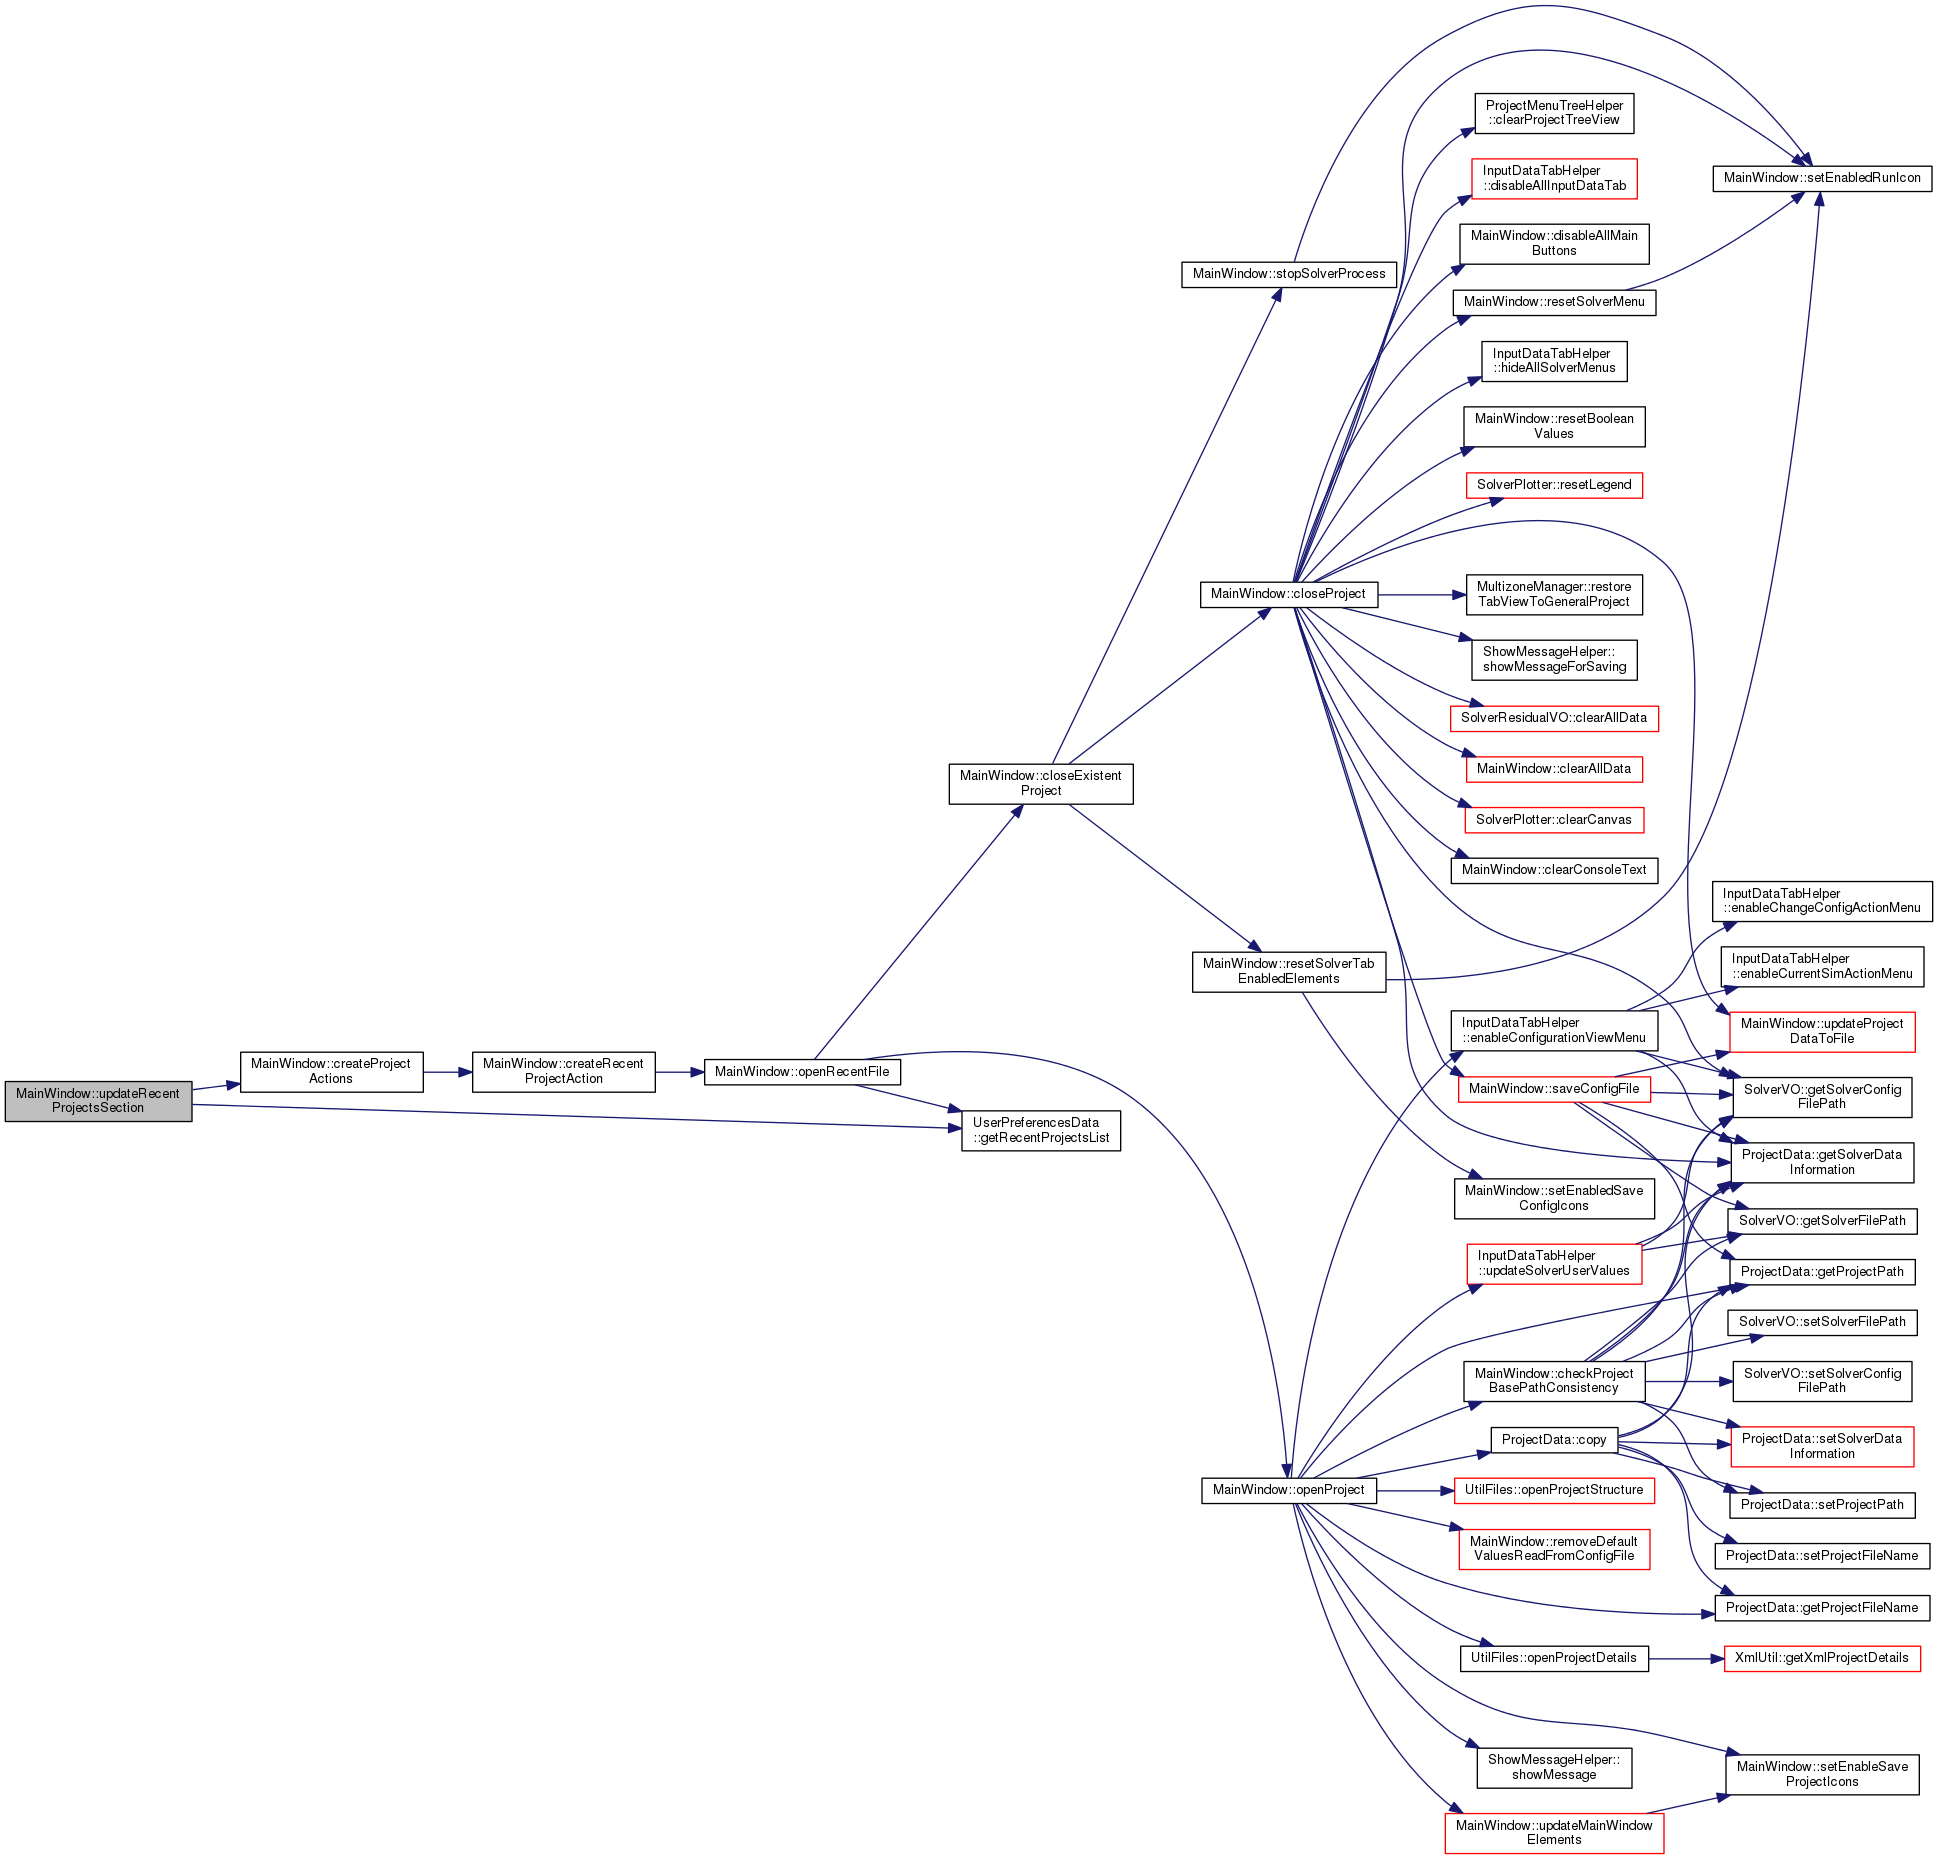 MainWindow::updateRecent
ProjectsSection
MainWindow::createProject
Actions
MainWindow::createRecent
ProjectAction
MainWindow::openRecentFile
UserPreferencesData
::getRecentProjectsList
MainWindow::closeExistent
Project
MainWindow::stopSolverProcess
MainWindow::closeProject
MainWindow::resetSolverTab
EnabledElements
MainWindow::openProject
ProjectMenuTreeHelper
::clearProjectTreeView
InputDataTabHelper
::disableAllInputDataTab
MainWindow::disableAllMain
Buttons
MainWindow::resetSolverMenu
InputDataTabHelper
::hideAllSolverMenus
MainWindow::resetBoolean
Values
SolverPlotter::resetLegend
MultizoneManager::restore
TabViewToGeneralProject
ShowMessageHelper::
showMessageForSaving
SolverResidualVO::clearAllData
MainWindow::clearAllData
SolverPlotter::clearCanvas
MainWindow::clearConsoleText
InputDataTabHelper
::enableConfigurationViewMenu
MainWindow::saveConfigFile
MainWindow::setEnabledSave
ConfigIcons
InputDataTabHelper
::updateSolverUserValues
MainWindow::checkProject
BasePathConsistency
ProjectData::copy
UtilFiles::openProjectStructure
MainWindow::removeDefault
ValuesReadFromConfigFile
UtilFiles::openProjectDetails
ShowMessageHelper::
showMessage
MainWindow::updateMainWindow
Elements
MainWindow::setEnabledRunIcon
InputDataTabHelper
::enableChangeConfigActionMenu
InputDataTabHelper
::enableCurrentSimActionMenu
MainWindow::updateProject
DataToFile
SolverVO::getSolverConfig
FilePath
ProjectData::getSolverData
Information
SolverVO::getSolverFilePath
ProjectData::getProjectPath
SolverVO::setSolverFilePath
SolverVO::setSolverConfig
FilePath
ProjectData::setSolverData
Information
ProjectData::setProjectPath
ProjectData::setProjectFileName
ProjectData::getProjectFileName
XmlUtil::getXmlProjectDetails
MainWindow::setEnableSave
ProjectIcons